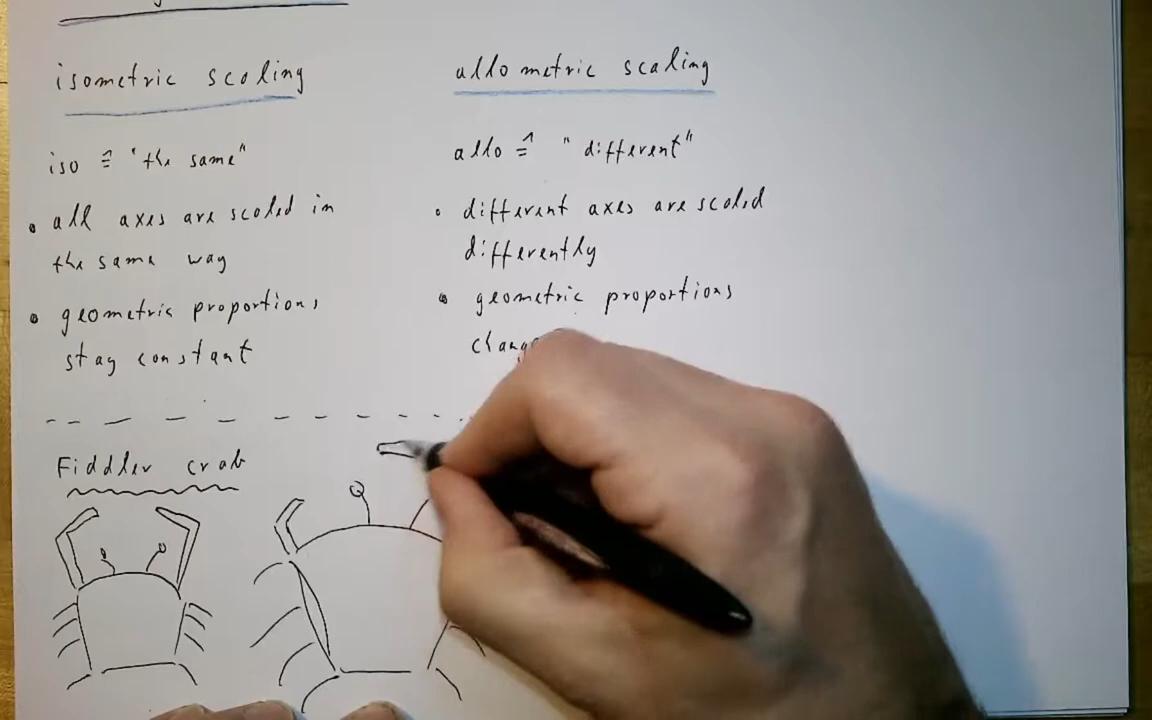 isometric scaling
iso ≙ "the same"
• all axes are scaled in
the same way
• geometric proportions
stay constant
allometric scaling
allo ≙ "different"
• different axes are scaled
differently
• geometric proportions
Fiddler crab